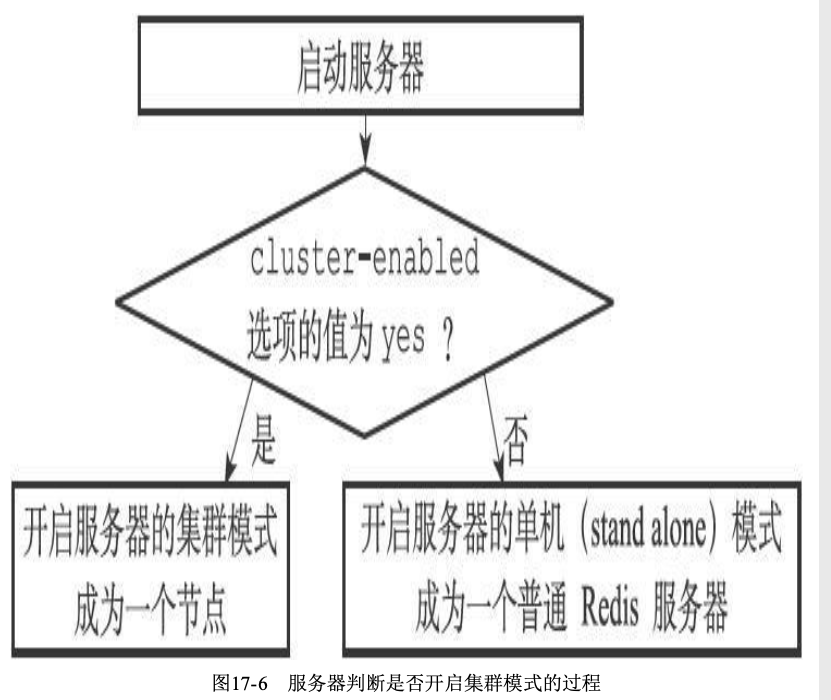 启动服务器
cluster-enabled
选项的值为 yes ?
是
否
开启服务器的集群模式
成为一个节点
开启服务器的单机（stand alone）模式
成为一个普通 Redis 服务器
图17-6 服务器判断是否开启集群模式的过程